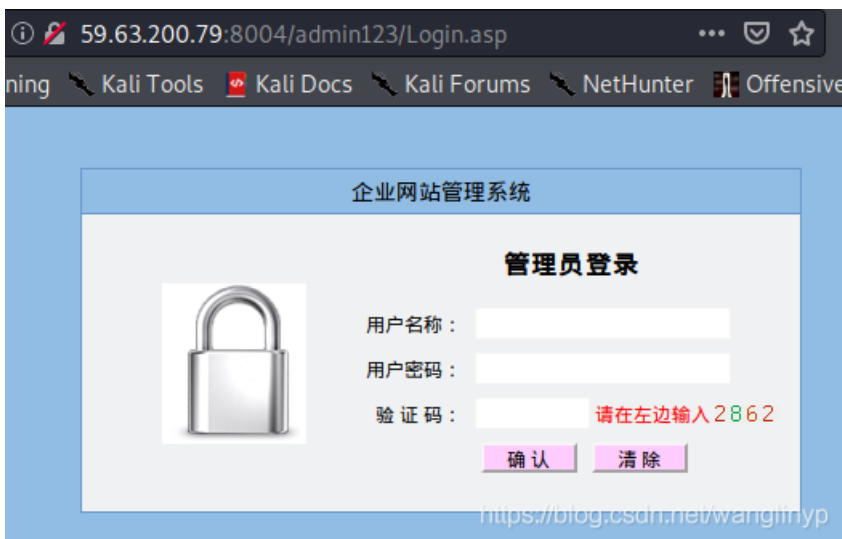 59.63.200.79:8004/admin123/Login.asp
ning Kali Tools Kali Docs Kali Forums NetHunter Offensive
企业网站管理系统
管理员登录
用户名称：
用户密码：
验 证 码： 请在左边输入2862
确 认 清 除
https://blog.csdn.net/wanglinyp